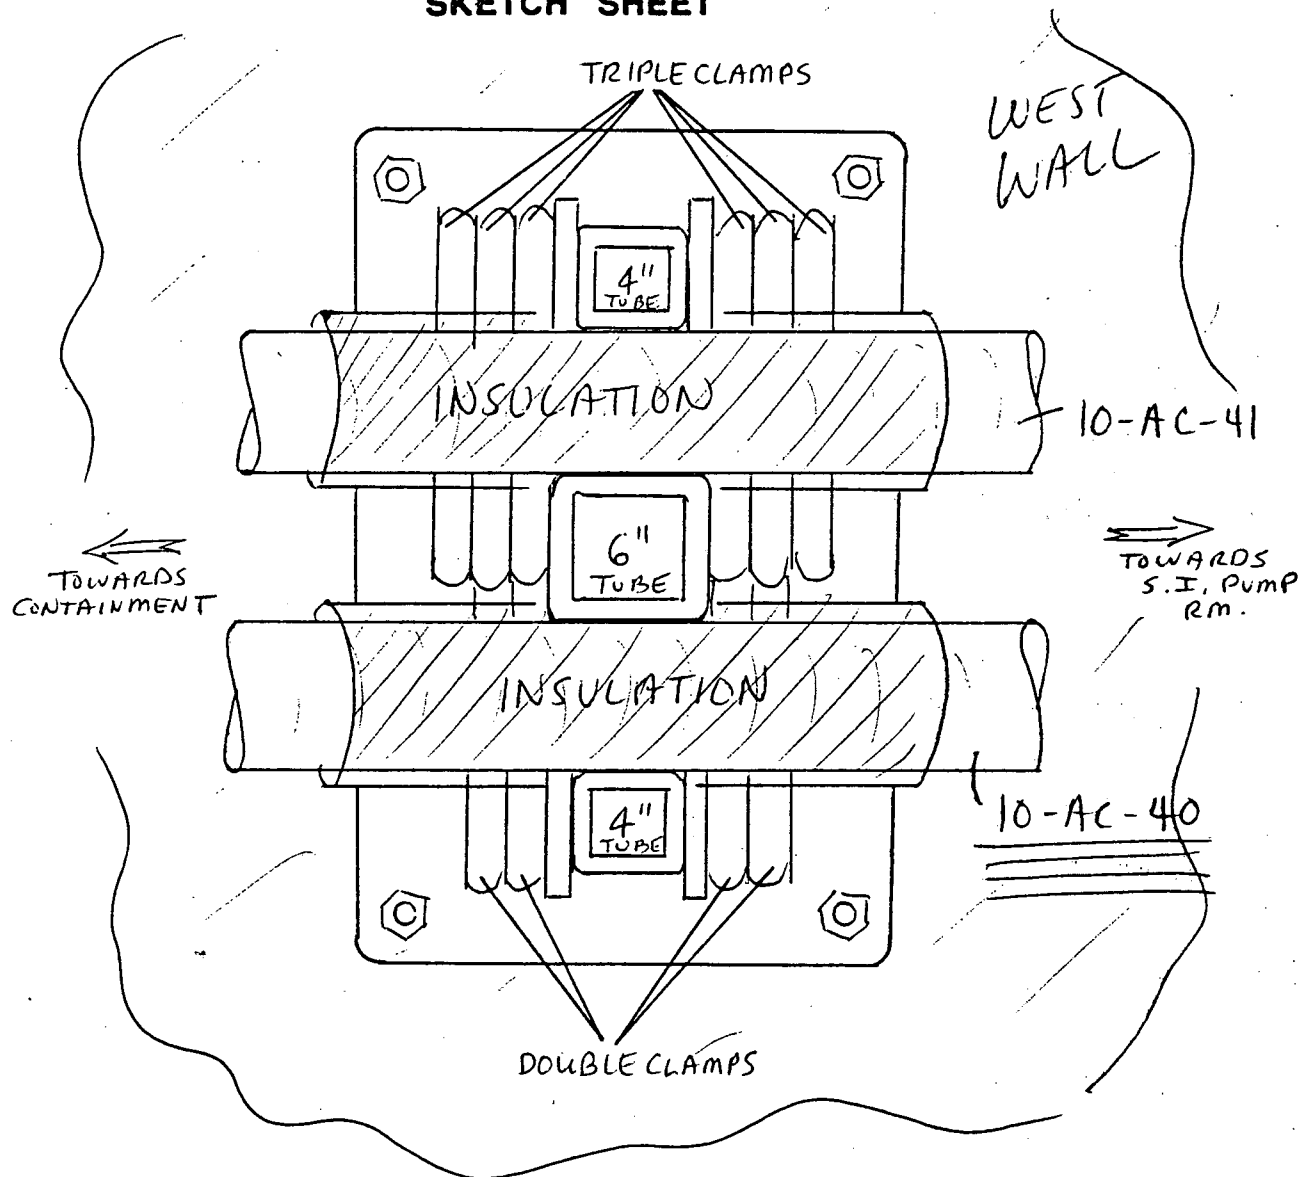 SKETCH SHEET
TRIPLE CLAMPS
WEST
WALL
4"
TUBE
INSULATION
10-AC-41
6"
TUBE
TOWARDS
CONTAINMENT
TOWARDS
S.I. PUMP
RM.
INSULATION
10-AC-40
4"
TUBE
DOUBLE CLAMPS